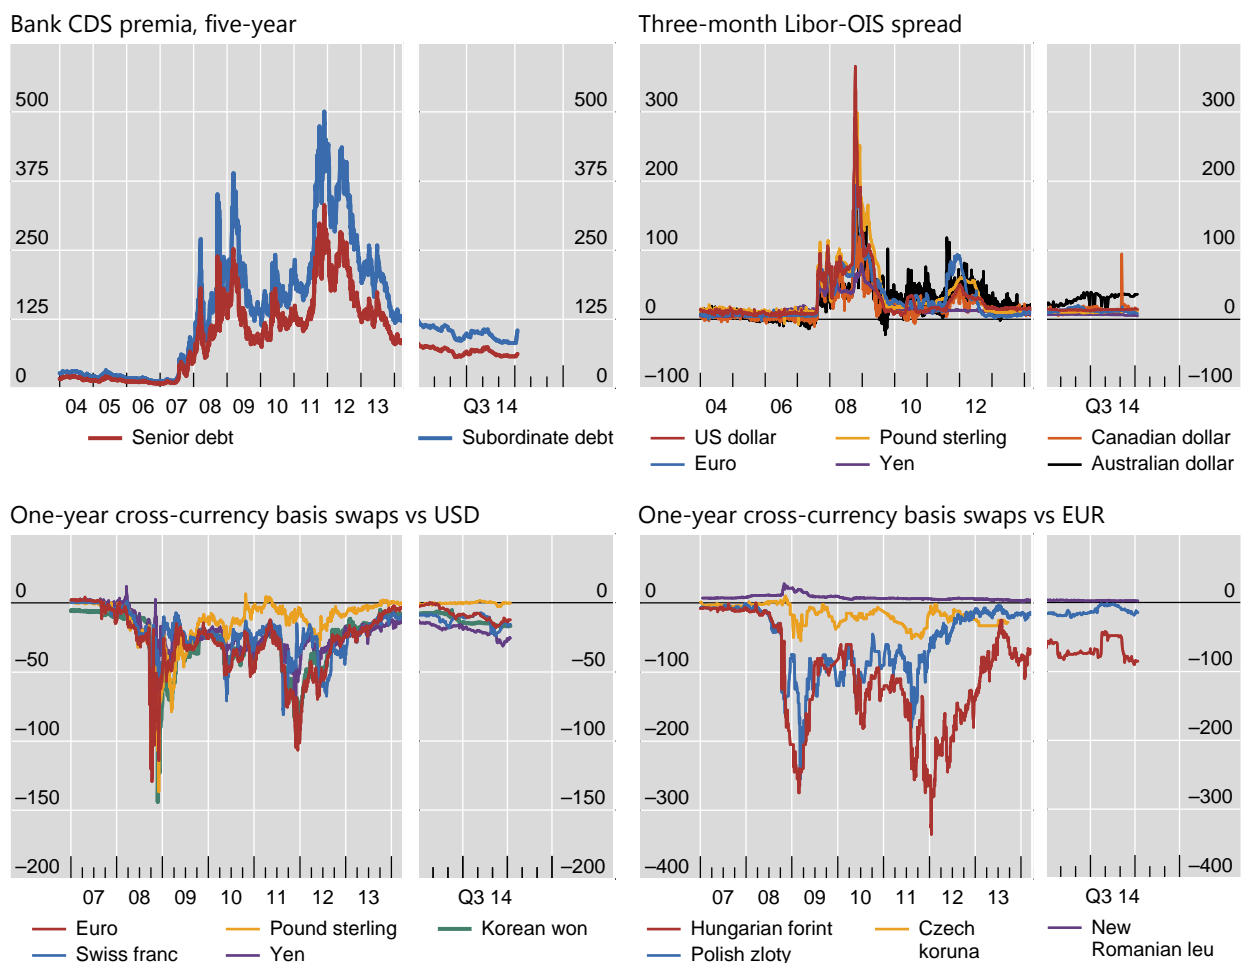 Bank CDS premia, five-year
500 500
375 375
250 250
125 125
0 0
04 05 06 07 08 09 10 11 12 13 Q3 14
Senior debt Subordinate debt
Three-month Libor-OIS spread
300 300
200 200
100 100
0 0
–100 –100
04 06 08 10 12 Q3 14
US dollar Pound sterling Canadian dollar
Euro Yen Australian dollar
One-year cross-currency basis swaps vs USD
0 0
–50 –50
–100 –100
–150 –150
–200 –200
07 08 09 10 11 12 13 Q3 14
Euro Pound sterling Korean won
Swiss franc Yen
One-year cross-currency basis swaps vs EUR
0 0
–100 –100
–200 –200
–300 –300
–400 –400
07 08 09 10 11 12 13 Q3 14
Hungarian forint Czech New
Polish zloty koruna Romanian leu